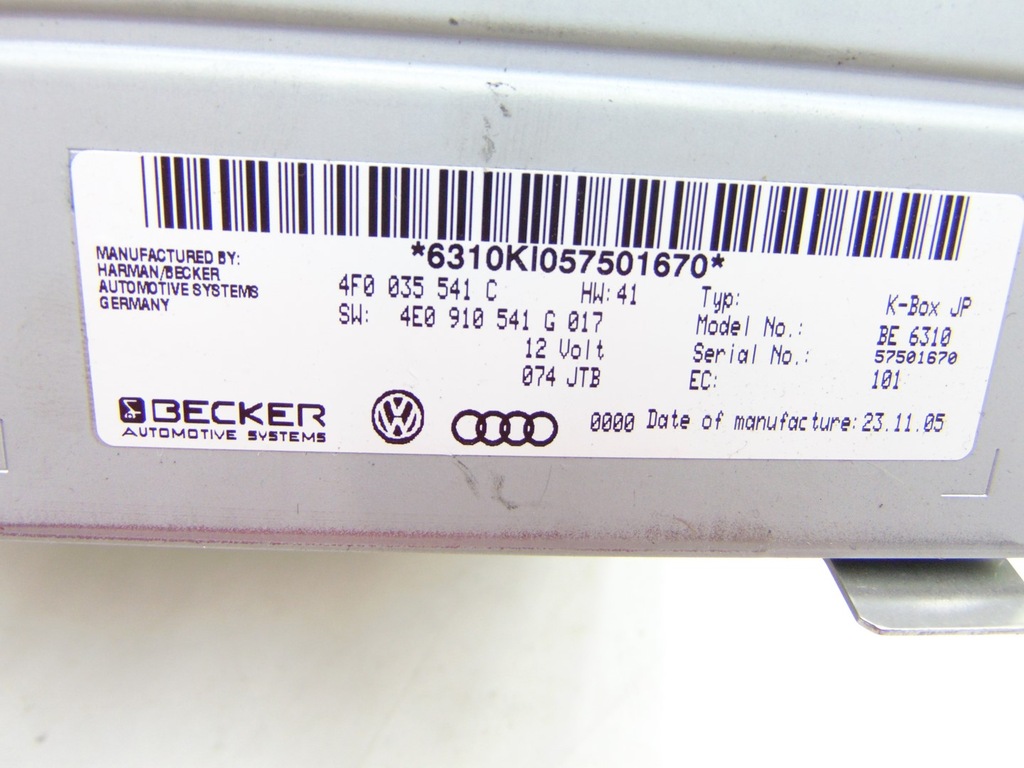 *6310KI057501670*
MANUFACTURED BY:
HARMAN/BECKER
AUTOMOTIVE SYSTEMS
GERMANY
4F0 035 541 C HW: 41
SW: 4E0 910 541 G 017
12 Volt
074 JTB
Typ: K-Box JP
Model No.: BE 6310
Serial No.: 57501670
EC: 101
BECKER
AUTOMOTIVE SYSTEMS
0000 Date of manufacture: 23.11.05